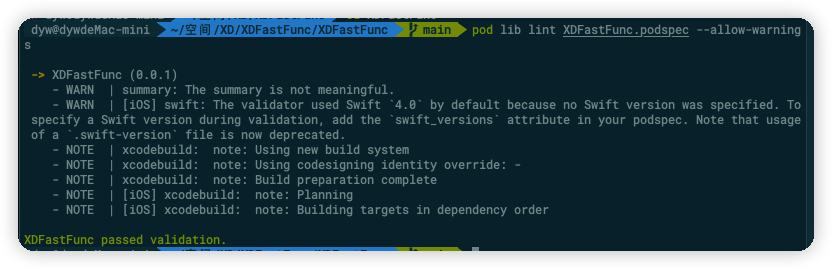 dyw@dywdeMac-mini ~/空间/XD/XDFastFunc/XDFastFunc main pod lib lint XDFastFunc.podspec --allow-warning
s
-> XDFastFunc (0.0.1)
- WARN | summary: The summary is not meaningful.
- WARN | [iOS] swift: The validator used Swift `4.0` by default because no Swift version was specified. To
specify a Swift version during validation, add the `swift_versions` attribute in your podspec. Note that usage
of a `.swift-version` file is now deprecated.
- NOTE | xcodebuild: note: Using new build system
- NOTE | xcodebuild: note: Using codesigning identity override: -
- NOTE | xcodebuild: note: Build preparation complete
- NOTE | [iOS] xcodebuild: note: Planning
- NOTE | [iOS] xcodebuild: note: Building targets in dependency order
XDFastFunc passed validation.